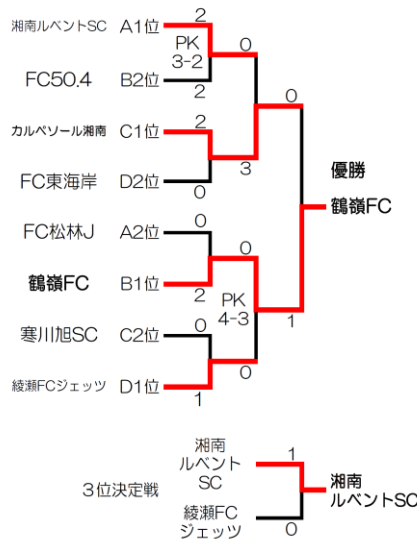 湘南ルベントSC A1位 2
PK
3-2
0
FC50.4 B2位 2
0
カルペソール湘南 C1位 2
3
FC東海岸 D2位 0
優勝
鶴嶺FC
FC松林J A2位 0
0
鶴嶺FC B1位 2
PK
4-3
1
寒川旭SC C2位 0
0
綾瀬FCジェッツ D1位 1
3位決定戦
湘南
ルベント
SC
1
湘南
ルベントSC
綾瀬FC
ジェッツ
0